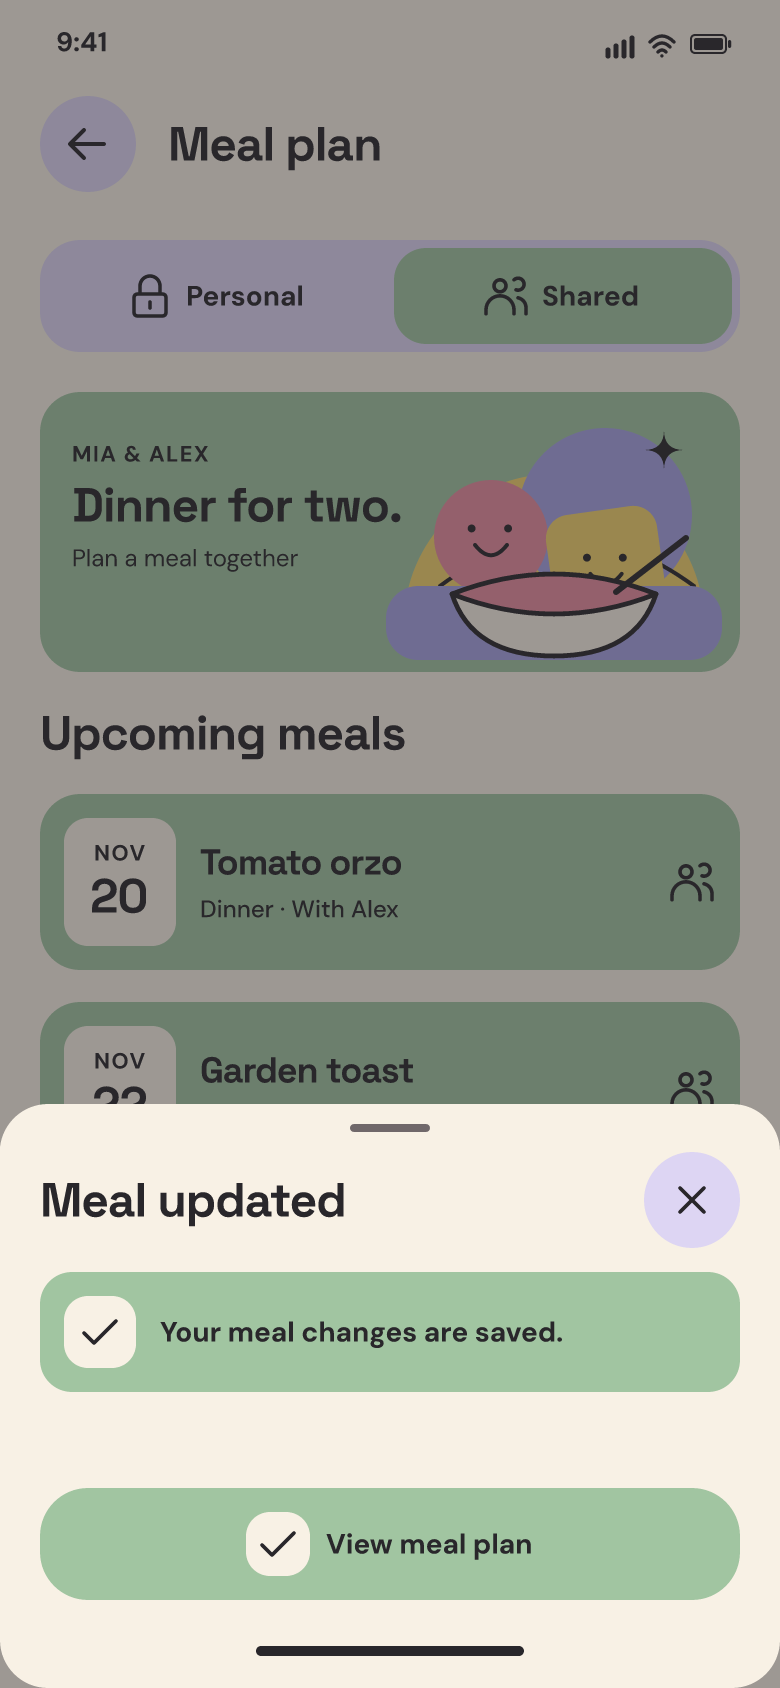 9:41
Meal plan
Personal
Shared
MIA & ALEX
Dinner for two.
Plan a meal together
Upcoming meals
NOV
20
Tomato orzo
Dinner · With Alex
NOV
22
Garden toast
Meal updated
Your meal changes are saved.
View meal plan